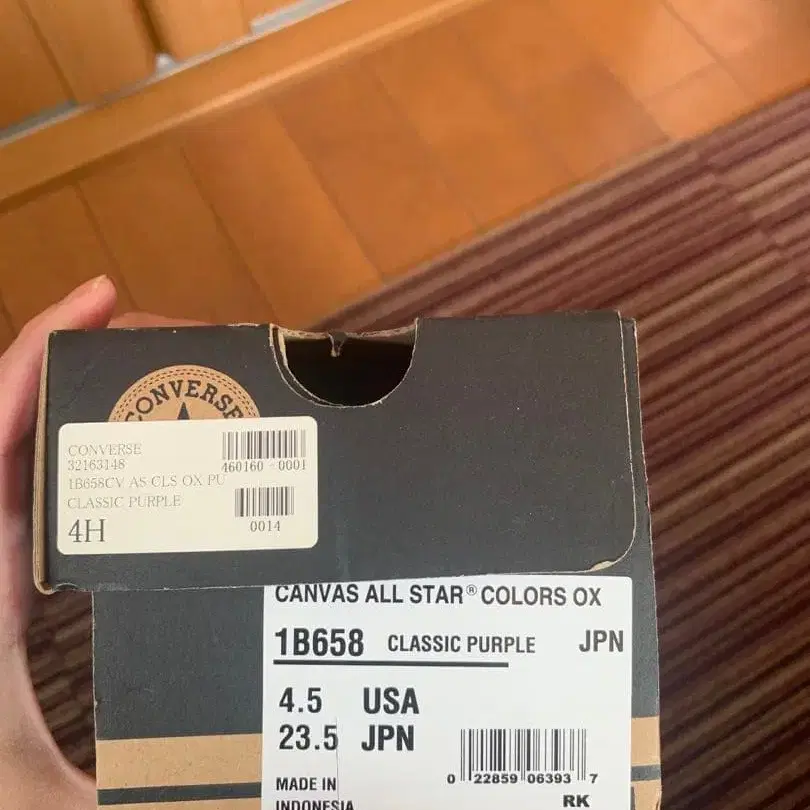 CONVERSE
CONVERSE
32163148
460160-0001
1B658CV AS CLS OX PU
CLASSIC PURPLE
4H
0014
CANVAS ALL STAR® COLORS OX
1B658 CLASSIC PURPLE JPN
4.5 USA
23.5 JPN
0 22859 06393 7
MADE IN
INDONESIA
RK